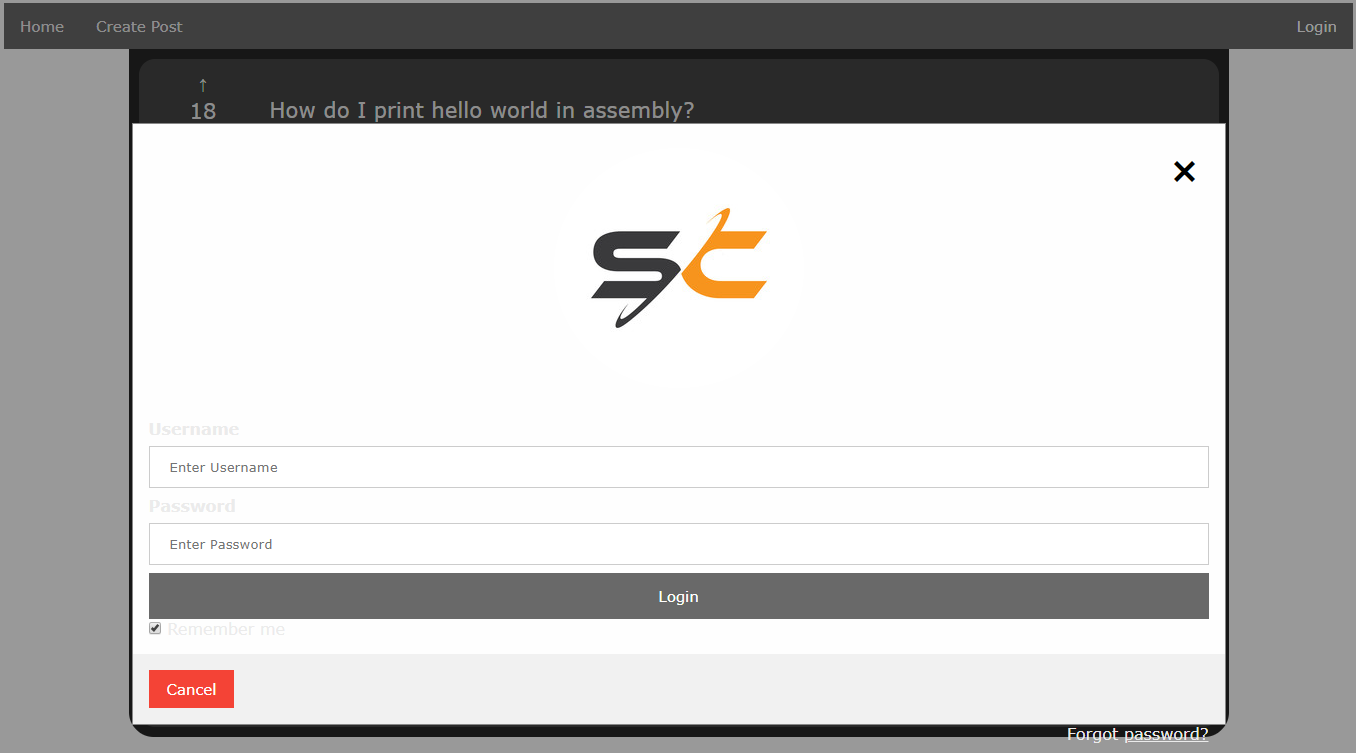 Home Create Post Login
↑
18 How do I print hello world in assembly?
✕
SC
Username
Enter Username
Password
Enter Password
Login
Remember me
Cancel
Forgot password?